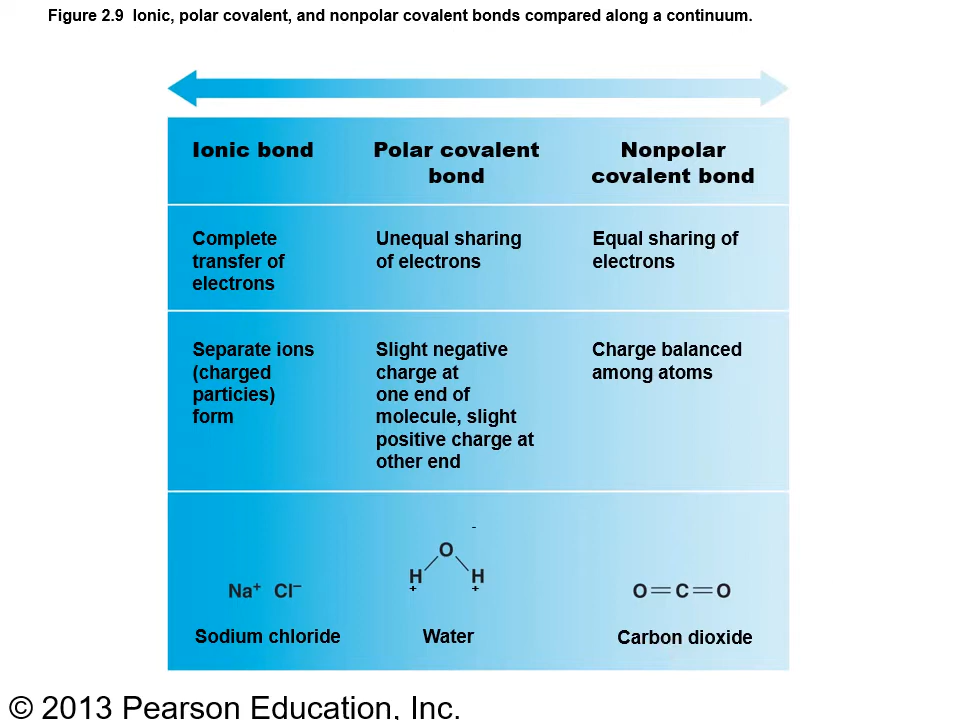 Figure 2.9  Ionic, polar covalent, and nonpolar covalent bonds compared along a continuum.
Ionic bond
Polar covalent
bond
Nonpolar
covalent bond
Complete
transfer of
electrons
Unequal sharing
of electrons
Equal sharing of
electrons
Separate ions
(charged
particies)
form
Slight negative
charge at
one end of
molecule, slight
positive charge at
other end
Charge balanced
among atoms
Na⁺ Cl⁻
Sodium chloride
-
O
H H
+ +
Water
O=C=O
Carbon dioxide
© 2013 Pearson Education, Inc.